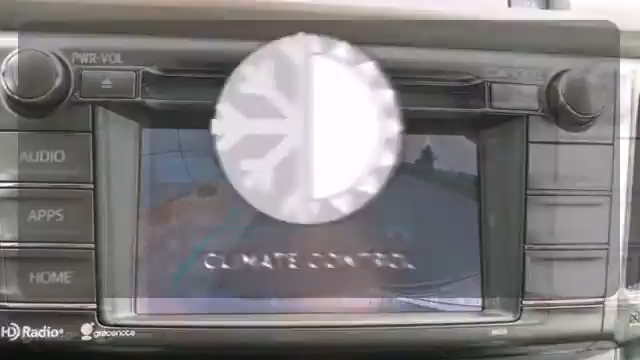 PWR•VOL
AUDIO
APPS
HOME
CLIMATE CONTROL
HD Radio
gracenote